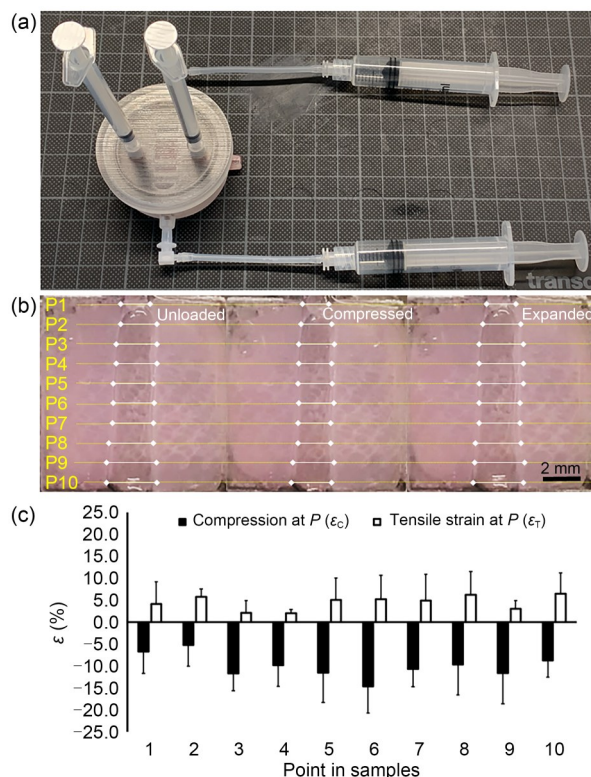 (a)
transc
(b)
P1
P2
P3
P4
P5
P6
P7
P8
P9
P10
Unloaded
Compressed
Expanded
2 mm
(c)
Compression at P (εC)
Tensile strain at P (εT)
25.0
20.0
15.0
10.0
5.0
0.0
−5.0
−10.0
−15.0
−20.0
−25.0
ε (%)
1 2 3 4 5 6 7 8 9 10
Point in samples